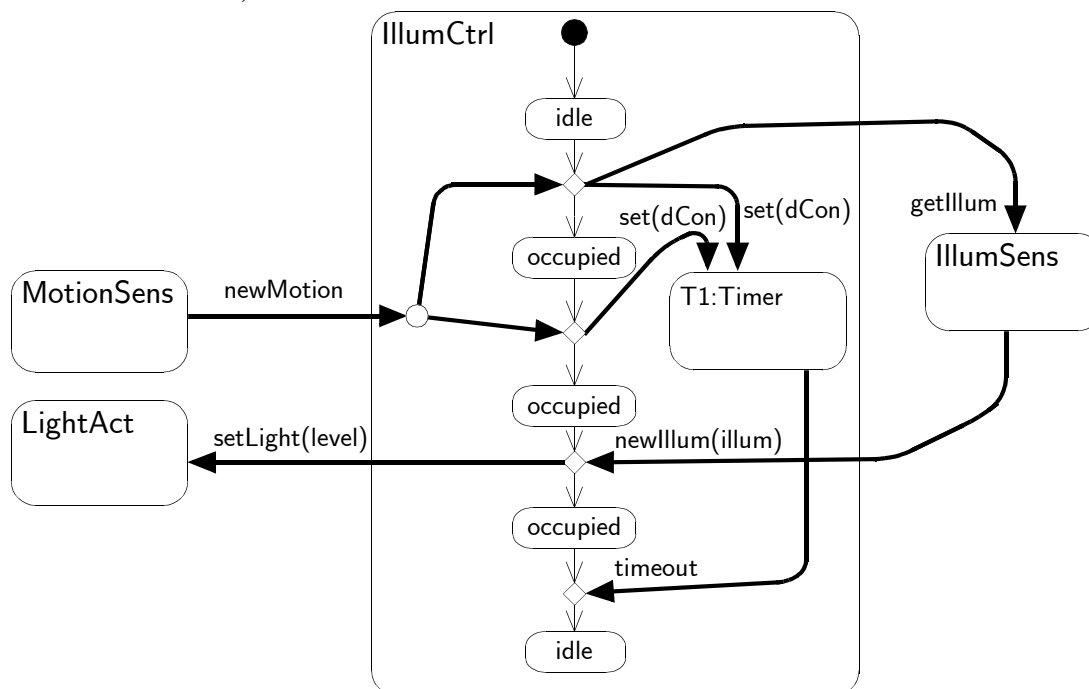 IllumCtrl
idle
set(dCon)
set(dCon)
getIllum
occupied
IllumSens
MotionSens
newMotion
T1:Timer
occupied
LightAct
setLight(level)
newIllum(illum)
occupied
timeout
idle